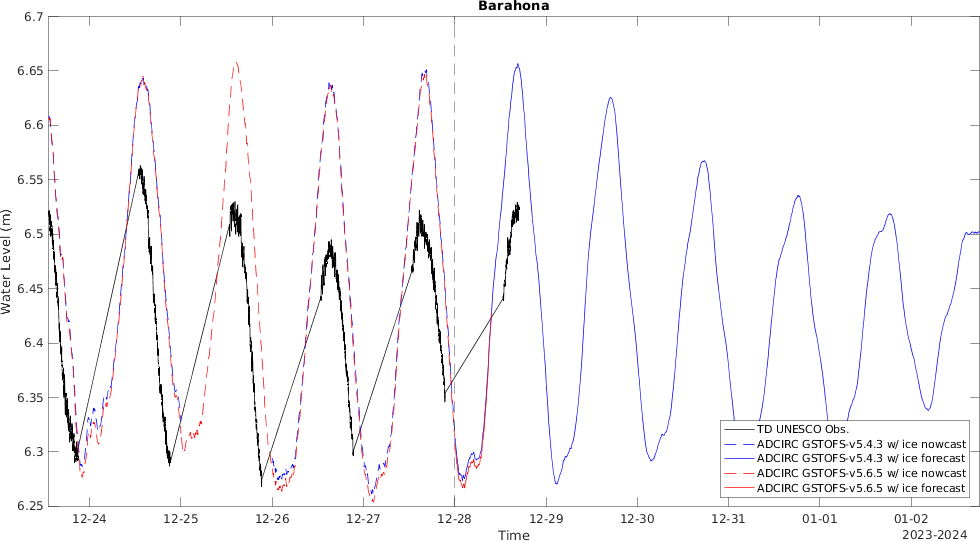 Barahona
6.7
6.65
6.6
6.55
6.5
6.45
6.4
6.35
6.3
6.25
Water Level (m)
12-24
12-25
12-26
12-27
12-28
12-29
12-30
12-31
01-01
01-02
Time
2023-2024
TD UNESCO Obs.
ADCIRC GSTOFS-v5.4.3 w/ ice nowcast
ADCIRC GSTOFS-v5.4.3 w/ ice forecast
ADCIRC GSTOFS-v5.6.5 w/ ice nowcast
ADCIRC GSTOFS-v5.6.5 w/ ice forecast